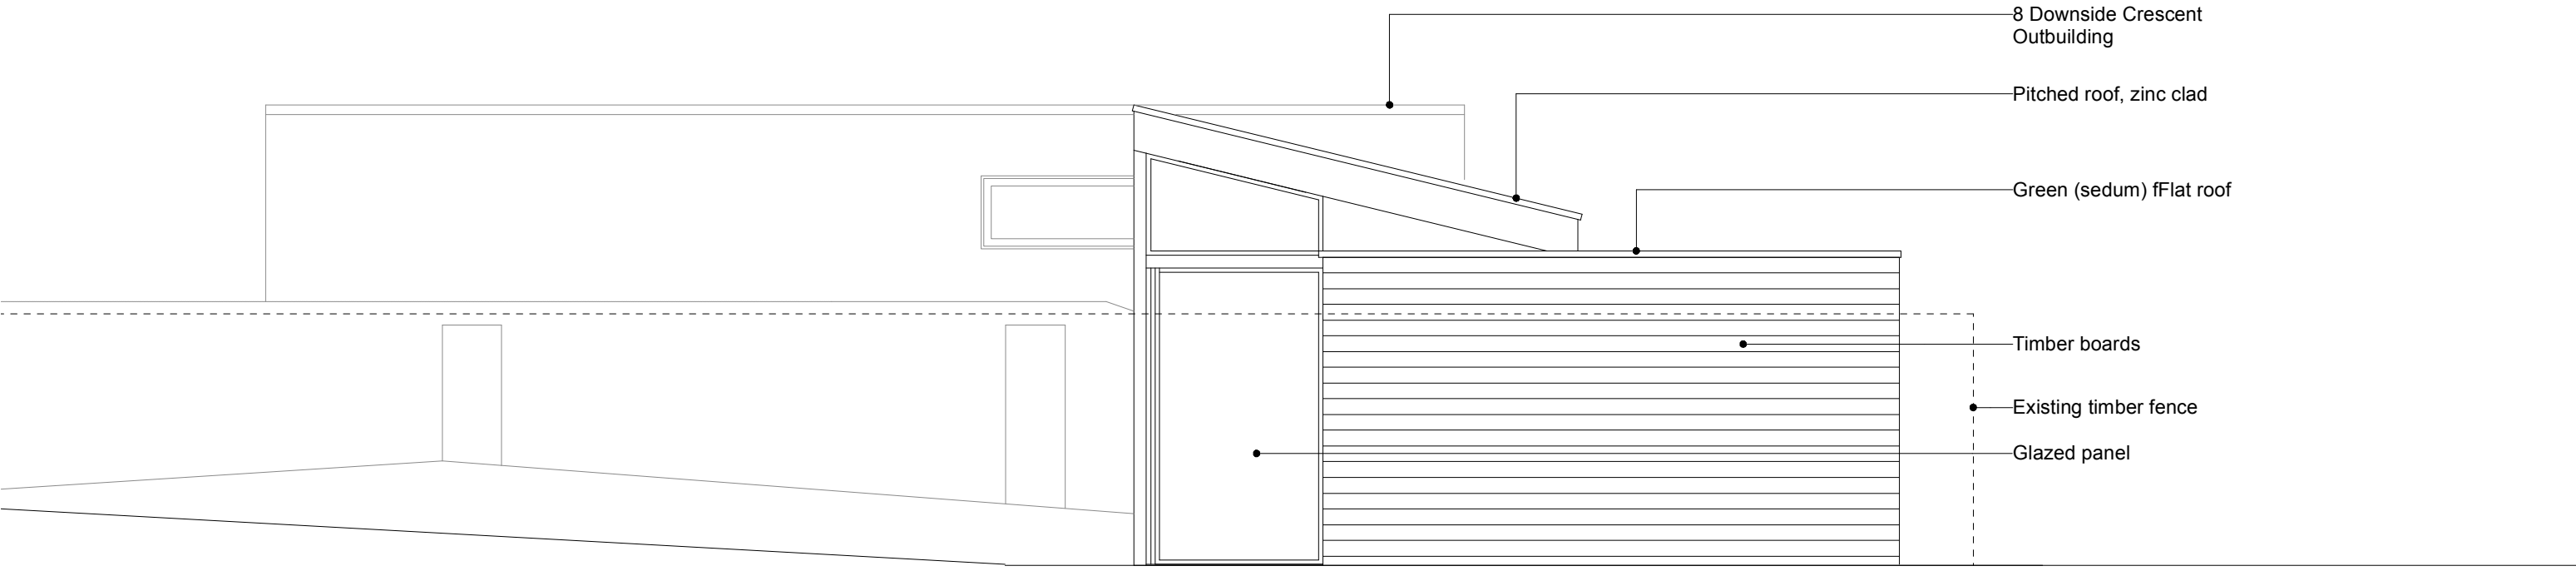 8 Downside Crescent
Outbuilding
Pitched roof, zinc clad
Green (sedum) fFlat roof
Timber boards
Existing timber fence
Glazed panel